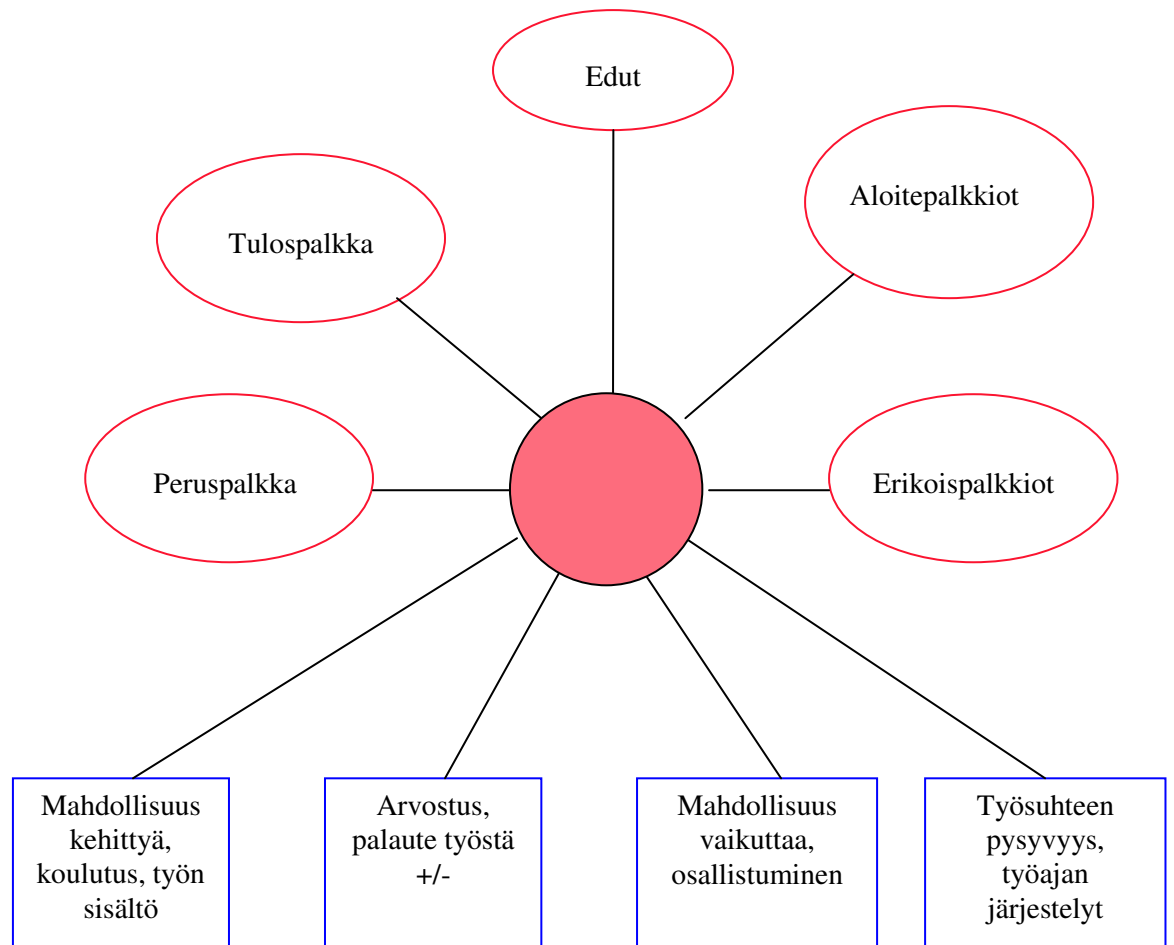 Edut
Aloitepalkkiot
Tulospalkka
Peruspalkka
Erikoispalkkiot
Mahdollisuus
kehittyä,
koulutus, työn
sisältö
Arvostus,
palaute työstä
+/-
Mahdollisuus
vaikuttaa,
osallistuminen
Työsuhteen
pysyvyys,
työajan
järjestelyt